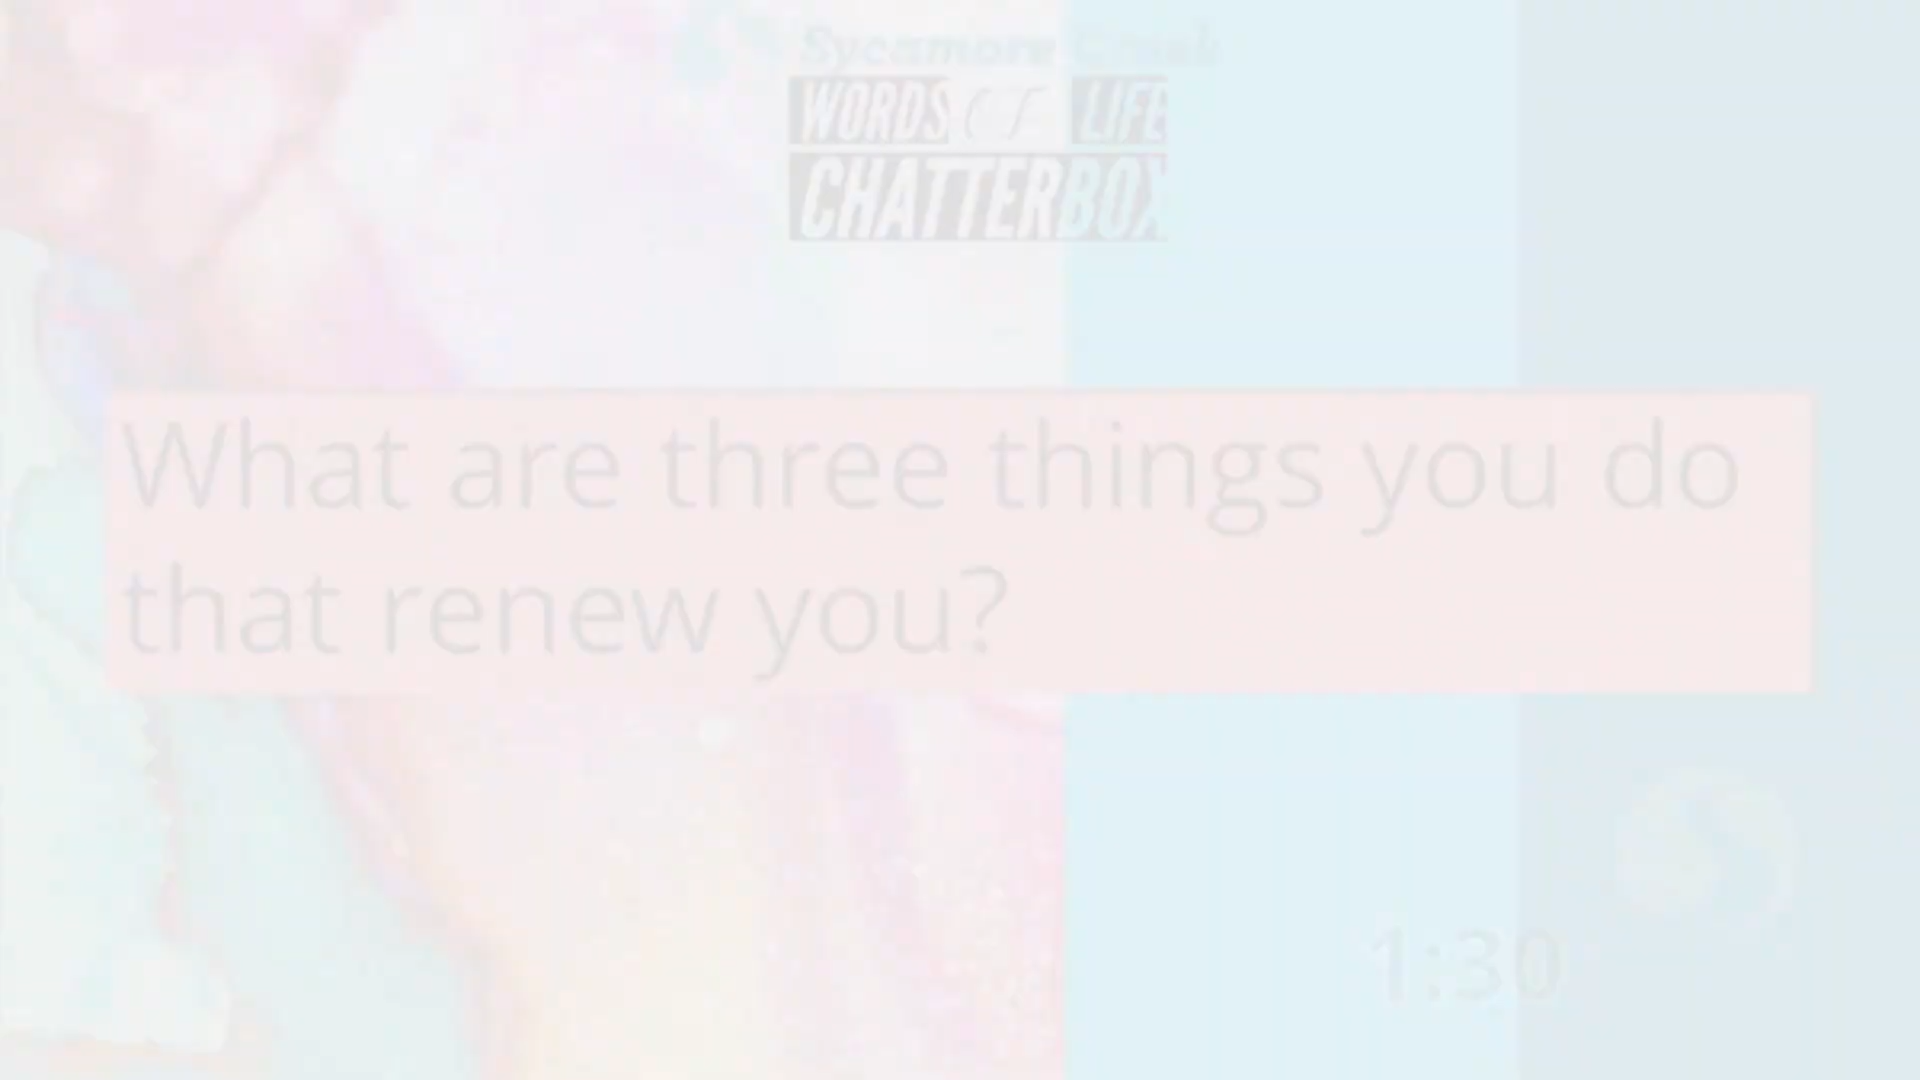 Sycamore Creek
WORDS OF LIFE
CHATTERBOX
What are three things you do
that renew you?
1:30